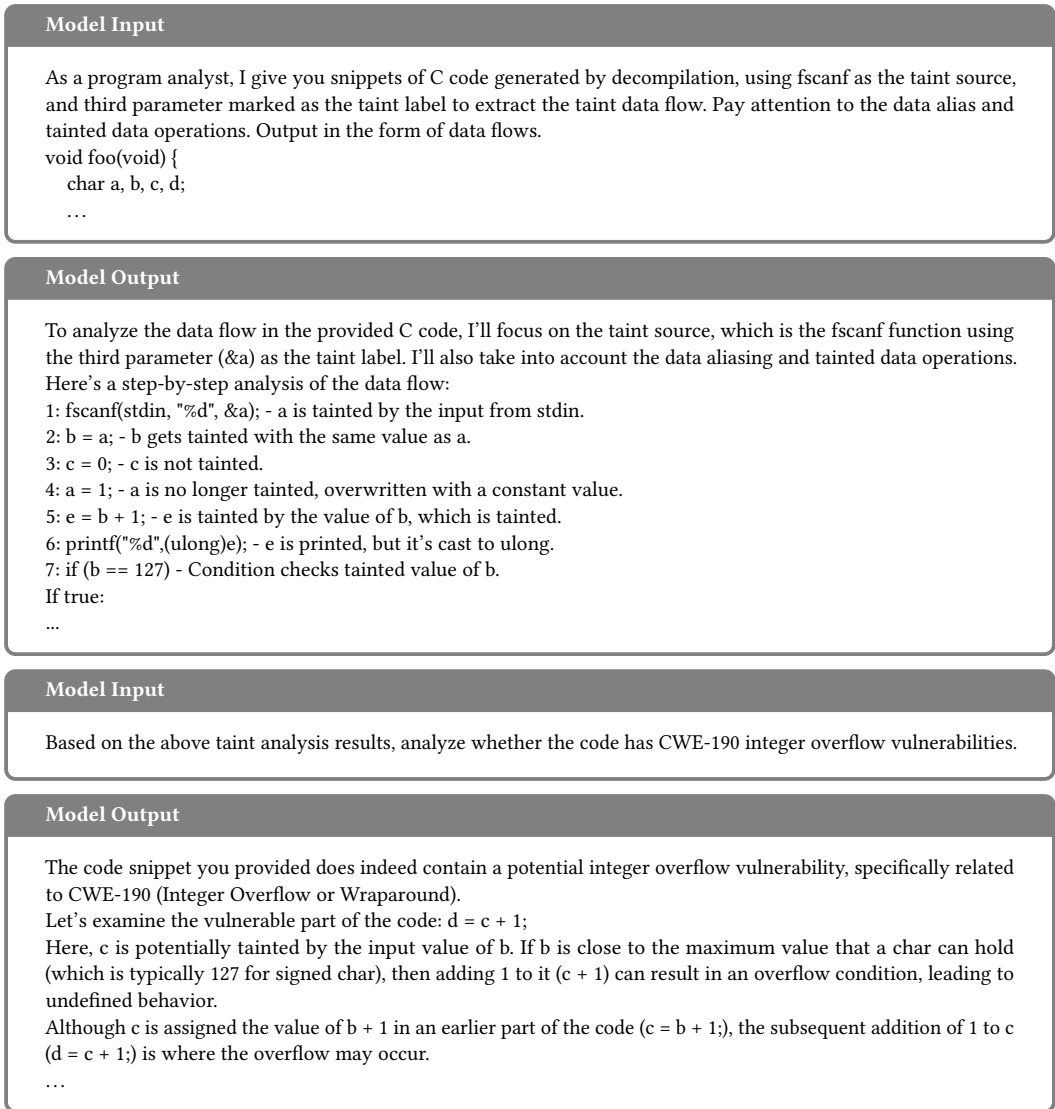 Model Input
As a program analyst, I give you snippets of C code generated by decompilation, using fscanf as the taint source,
and third parameter marked as the taint label to extract the taint data flow. Pay attention to the data alias and
tainted data operations. Output in the form of data flows.
void foo(void) {
char a, b, c, d;
...
Model Output
To analyze the data flow in the provided C code, I'll focus on the taint source, which is the fscanf function using
the third parameter (&a) as the taint label. I'll also take into account the data aliasing and tainted data operations.
Here's a step-by-step analysis of the data flow:
1: fscanf(stdin, "%d", &a); - a is tainted by the input from stdin.
2: b = a; - b gets tainted with the same value as a.
3: c = 0; - c is not tainted.
4: a = 1; - a is no longer tainted, overwritten with a constant value.
5: e = b + 1; - e is tainted by the value of b, which is tainted.
6: printf("%d",(ulong)e); - e is printed, but it's cast to ulong.
7: if (b == 127) - Condition checks tainted value of b.
If true:
...
Model Input
Based on the above taint analysis results, analyze whether the code has CWE-190 integer overflow vulnerabilities.
Model Output
The code snippet you provided does indeed contain a potential integer overflow vulnerability, specifically related
to CWE-190 (Integer Overflow or Wraparound).
Let's examine the vulnerable part of the code: d = c + 1;
Here, c is potentially tainted by the input value of b. If b is close to the maximum value that a char can hold
(which is typically 127 for signed char), then adding 1 to it (c + 1) can result in an overflow condition, leading to
undefined behavior.
Although c is assigned the value of b + 1 in an earlier part of the code (c = b + 1;), the subsequent addition of 1 to c
(d = c + 1;) is where the overflow may occur.
...